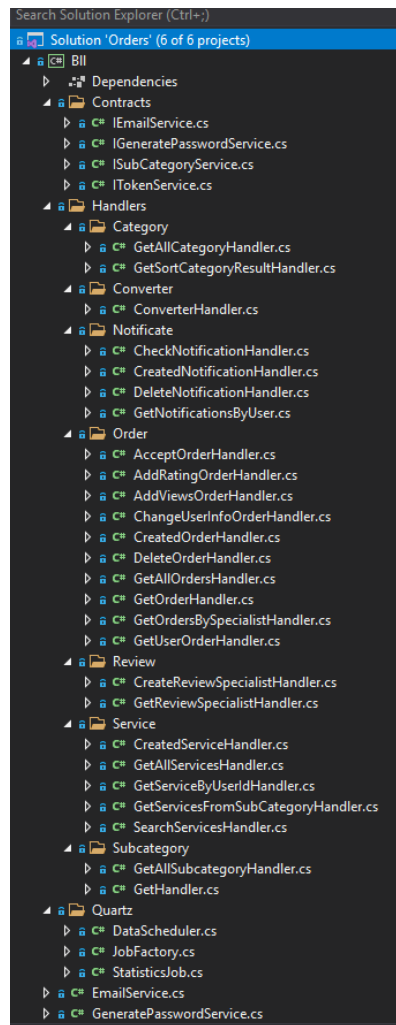 Search Solution Explorer (Ctrl+;)
Solution 'Orders' (6 of 6 projects)
C# Bll
Dependencies
Contracts
C# IEmailService.cs
C# IGeneratePasswordService.cs
C# ISubCategoryService.cs
C# ITokenService.cs
Handlers
Category
C# GetAllCategoryHandler.cs
C# GetSortCategoryResultHandler.cs
Converter
C# ConverterHandler.cs
Notificate
C# CheckNotificationHandler.cs
C# CreatedNotificationHandler.cs
C# DeleteNotificationHandler.cs
C# GetNotificationsByUser.cs
Order
C# AcceptOrderHandler.cs
C# AddRatingOrderHandler.cs
C# AddViewsOrderHandler.cs
C# ChangeUserInfoOrderHandler.cs
C# CreatedOrderHandler.cs
C# DeleteOrderHandler.cs
C# GetAllOrdersHandler.cs
C# GetOrderHandler.cs
C# GetOrdersBySpecialistHandler.cs
C# GetUserOrderHandler.cs
Review
C# CreateReviewSpecialistHandler.cs
C# GetReviewSpecialistHandler.cs
Service
C# CreatedServiceHandler.cs
C# GetAllServicesHandler.cs
C# GetServiceByUserIdHandler.cs
C# GetServicesFromSubCategoryHandler.cs
C# SearchServicesHandler.cs
Subcategory
C# GetAllSubcategoryHandler.cs
C# GetHandler.cs
Quartz
C# DataScheduler.cs
C# JobFactory.cs
C# StatisticsJob.cs
C# EmailService.cs
C# GeneratePasswordService.cs